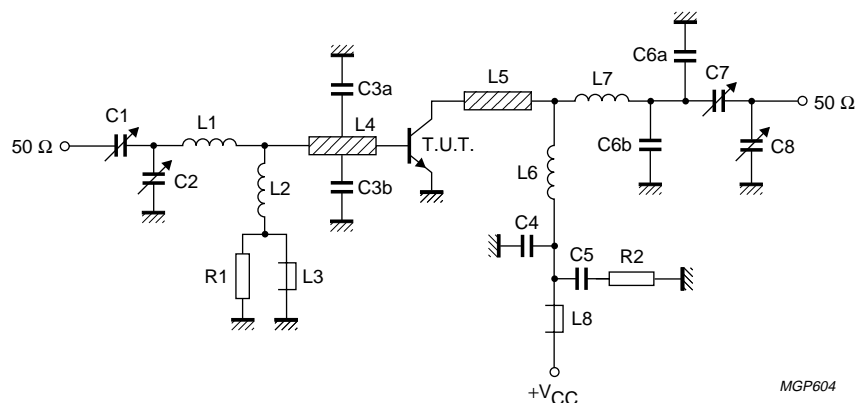 C6a
C7
L7
L5
C3a
C1
L1
L4
50 Ω
T.U.T.
50 Ω
C2
L2
C3b
L6
C6b
C8
C4
C5
R2
R1
L3
L8
+VCC
MGP604